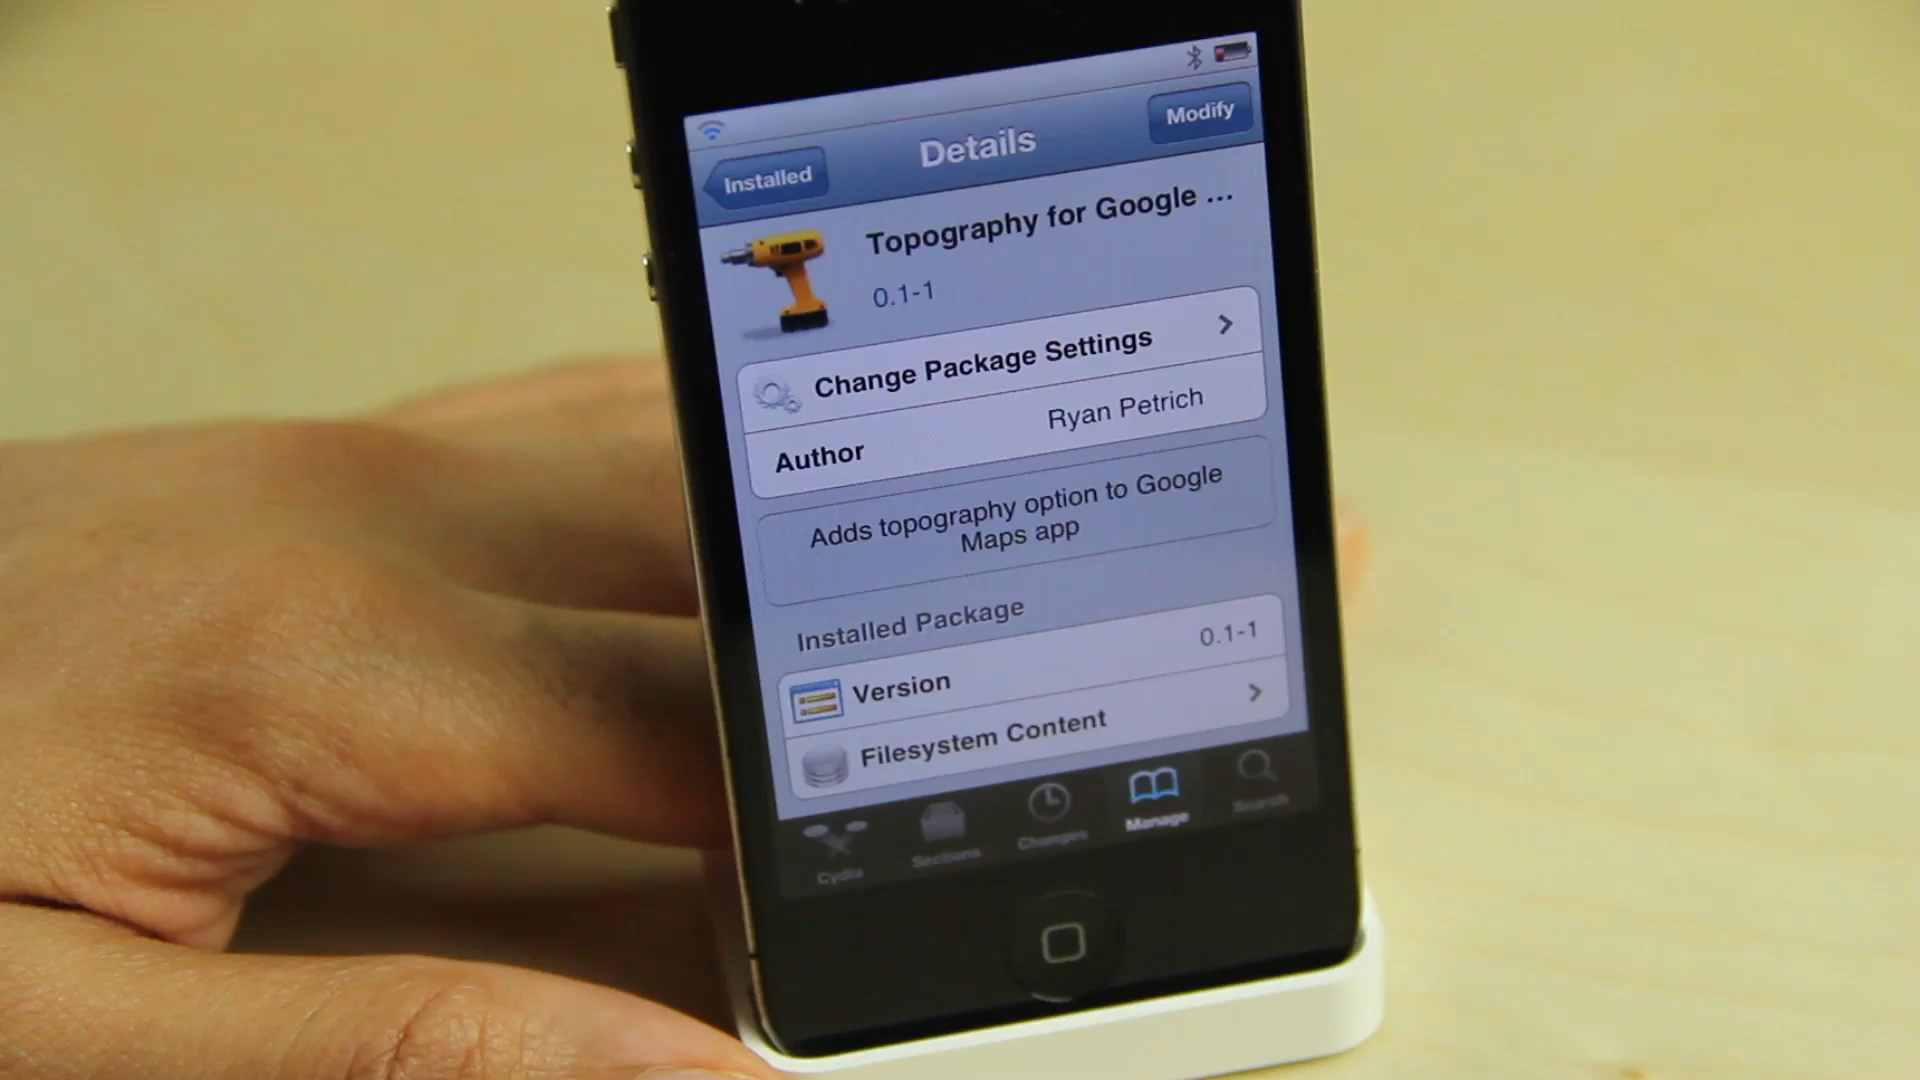 Installed
Details
Modify
Topography for Google ...
0.1-1
Change Package Settings
Author
Ryan Petrich
Adds topography option to Google
Maps app
Installed Package
Version
0.1-1
Filesystem Content
Cydia
Sections
Changes
Manage
Search